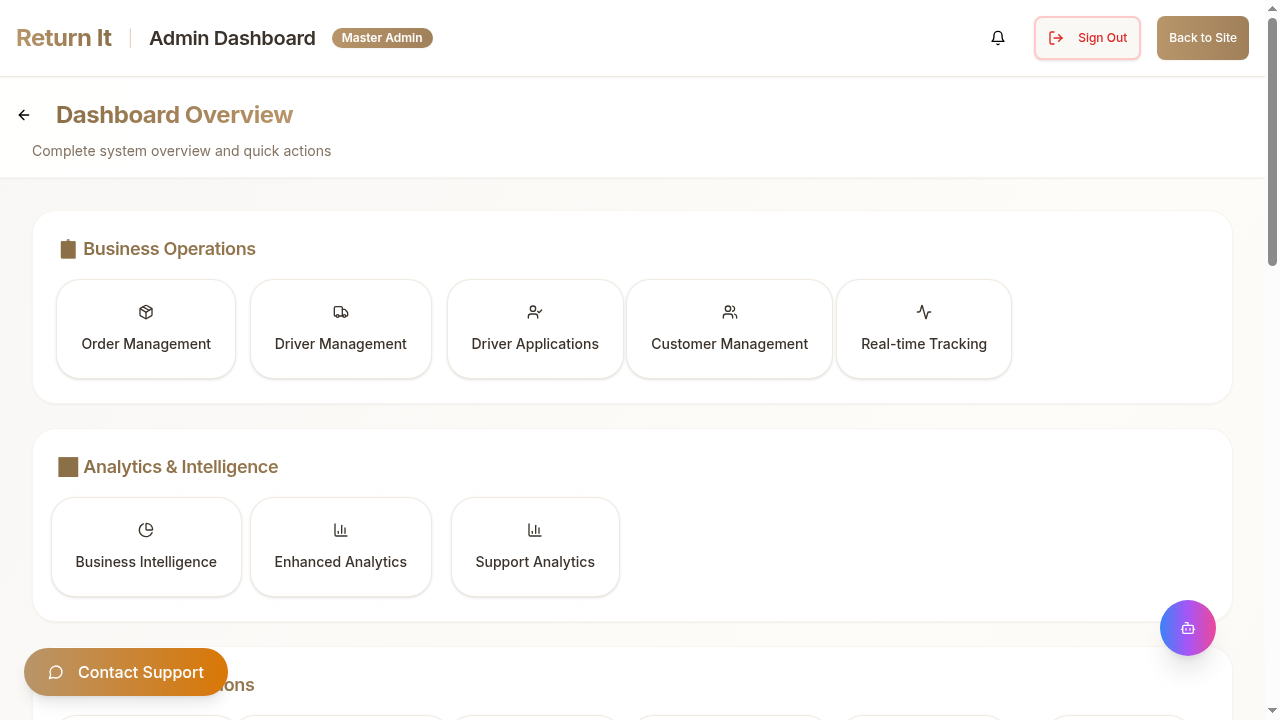 Return It
Admin Dashboard
Master Admin
Sign Out
Back to Site
Dashboard Overview
Complete system overview and quick actions
Business Operations
Order Management
Driver Management
Driver Applications
Customer Management
Real-time Tracking
Analytics & Intelligence
Business Intelligence
Enhanced Analytics
Support Analytics
Contact Support